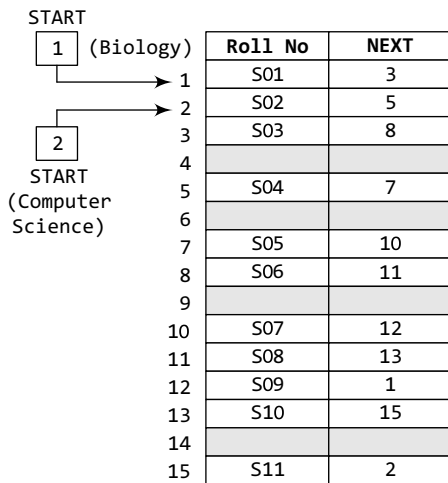 START
1 (Biology)
Roll No NEXT
1 S01 3
2 S02 5
3 S03 8
4
5 S04 7
6
7 S05 10
8 S06 11
9
10 S07 12
11 S08 13
12 S09 1
13 S10 15
14
15 S11 2
2
START
(Computer
Science)